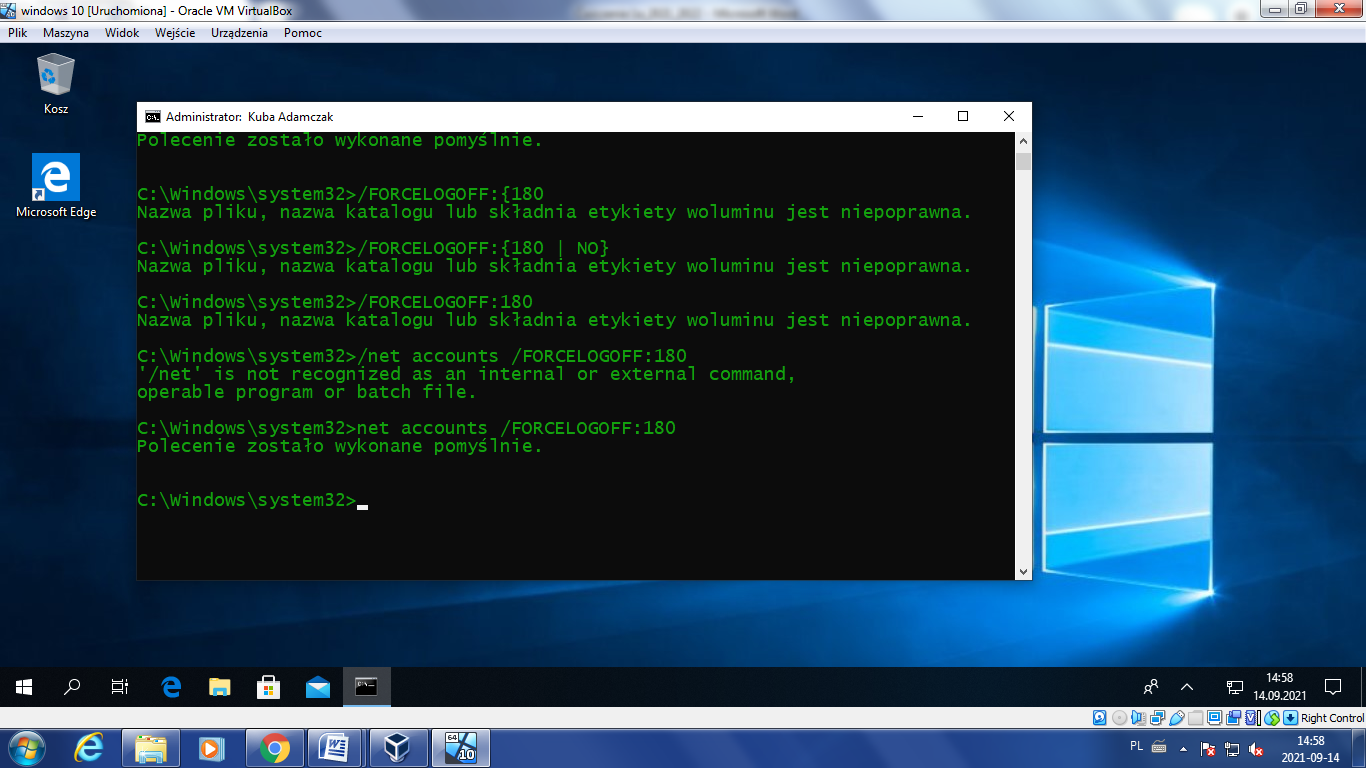 windows 10 [Uruchomiona] - Oracle VM VirtualBox
Plik Maszyna Widok Wejście Urządzenia Pomoc
Kosz
Microsoft Edge
Administrator: Kuba Adamczak
Polecenie zostało wykonane pomyślnie.
C:\Windows\system32>/FORCELOGOFF:{180
Nazwa pliku, nazwa katalogu lub składnia etykiety woluminu jest niepoprawna.
C:\Windows\system32>/FORCELOGOFF:{180 | NO}
Nazwa pliku, nazwa katalogu lub składnia etykiety woluminu jest niepoprawna.
C:\Windows\system32>/FORCELOGOFF:180
Nazwa pliku, nazwa katalogu lub składnia etykiety woluminu jest niepoprawna.
C:\Windows\system32>/net accounts /FORCELOGOFF:180
'/net' is not recognized as an internal or external command,
operable program or batch file.
C:\Windows\system32>net accounts /FORCELOGOFF:180
Polecenie zostało wykonane pomyślnie.
C:\Windows\system32>
14:58
14.09.2021
Right Control
64
10
PL
14:58
2021-09-14